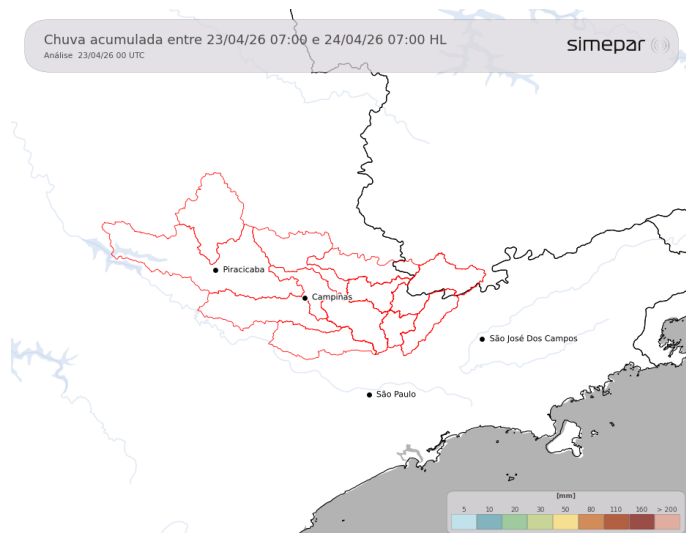 Chuva acumulada entre 23/04/26 07:00 e 24/04/26 07:00 HL
Análise 23/04/26 00 UTC
simepar
Piracicaba
Campinas
São José Dos Campos
São Paulo
[mm]
5 10 20 30 50 80 110 160 > 200